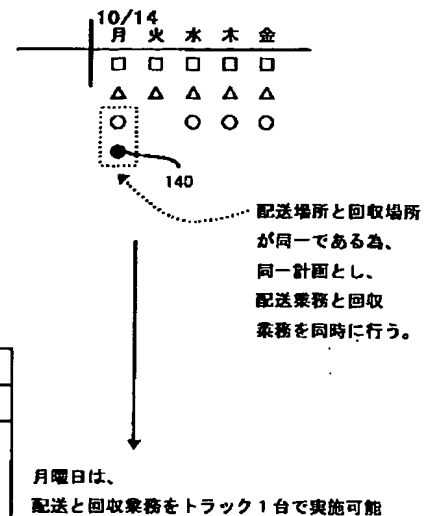 10/14
月 火 水 木 金
□ □ □ □ □
△ △ △ △ △
○ ○ ○ ○
●
140
配送場所と回収場所
が同一である為、
同一計画とし、
配送業務と回収
業務を同時に行う。
月曜日は、
配送と回収業務をトラック1台で実施可能